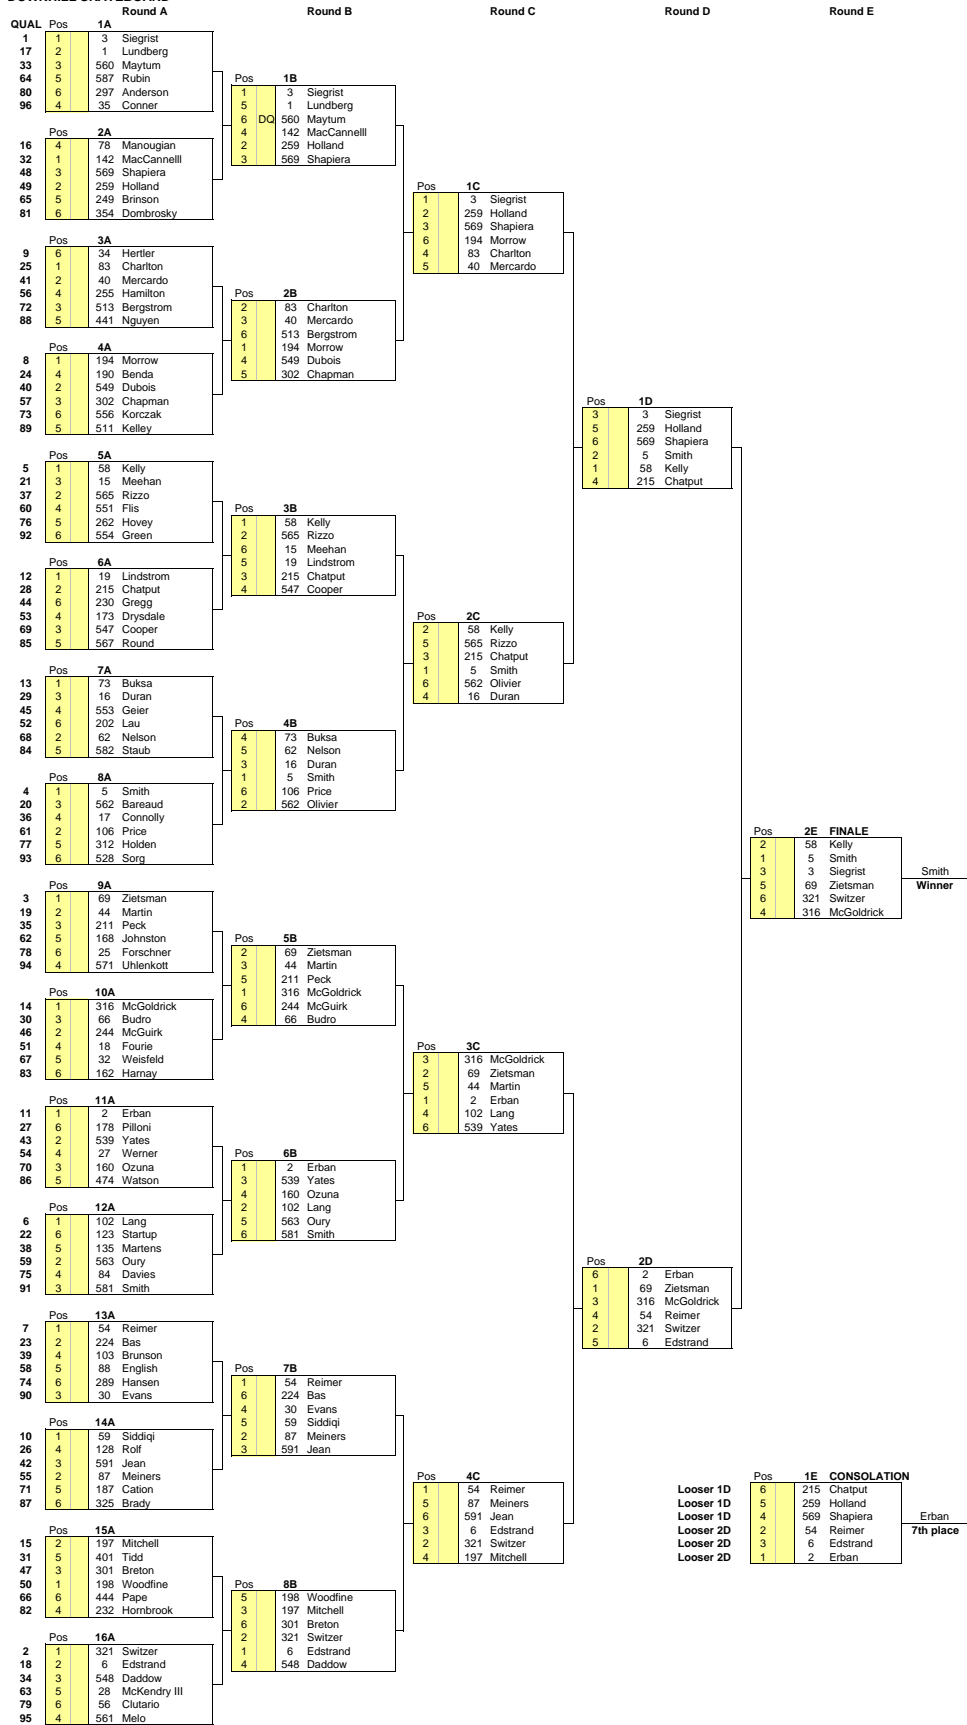 Round A Round B Round C Round D Round E
QUAL Pos 1A
1 1 3 Siegrist
17 2 1 Lundberg
33 3 560 Maytum
64 5 587 Rubin
80 6 297 Anderson
96 4 35 Conner
Pos 2A
16 4 78 Manougian
32 1 142 MacCannelll
48 3 569 Shapiera
49 2 259 Holland
65 5 249 Brinson
81 6 354 Dombrosky
Pos 3A
9 6 34 Hertler
25 1 83 Charlton
41 2 40 Mercardo
56 4 255 Hamilton
72 3 513 Bergstrom
88 5 441 Nguyen
Pos 4A
8 1 194 Morrow
24 4 190 Benda
40 2 549 Dubois
57 3 302 Chapman
73 6 556 Korczak
89 5 511 Kelley
Pos 5A
5 1 58 Kelly
21 3 15 Meehan
37 2 565 Rizzo
60 4 551 Flis
76 5 262 Hovey
92 6 554 Green
Pos 6A
12 1 19 Lindstrom
28 2 215 Chatput
44 6 230 Gregg
53 4 173 Drysdale
69 3 547 Cooper
85 5 567 Round
Pos 7A
13 1 73 Buksa
29 3 16 Duran
45 4 553 Geier
52 6 202 Lau
68 2 62 Nelson
84 5 582 Staub
Pos 8A
4 1 5 Smith
20 3 562 Bareaud
36 4 17 Connolly
61 2 106 Price
77 5 312 Holden
93 6 528 Sorg
Pos 9A
3 1 69 Zietsman
19 2 44 Martin
35 3 211 Peck
62 5 168 Johnston
78 6 25 Forschner
94 4 571 Uhlenkott
Pos 10A
14 1 316 McGoldrick
30 3 66 Budro
46 2 244 McGuirk
51 4 18 Fourie
67 5 32 Weisfeld
83 6 162 Harnay
Pos 11A
11 1 2 Erban
27 6 178 Pilloni
43 2 539 Yates
54 4 27 Werner
70 3 160 Ozuna
86 5 474 Watson
Pos 12A
6 1 102 Lang
22 6 123 Startup
38 5 135 Martens
59 2 563 Oury
75 4 84 Davies
91 3 581 Smith
Pos 13A
7 1 54 Reimer
23 2 224 Bas
39 4 103 Brunson
58 5 88 English
74 6 289 Hansen
90 3 30 Evans
Pos 14A
10 1 59 Siddiqi
26 4 128 Rolf
42 3 591 Jean
55 2 87 Meiners
71 5 187 Cation
87 6 325 Brady
Pos 15A
15 2 197 Mitchell
31 5 401 Tidd
47 3 301 Breton
50 1 198 Woodfine
66 6 444 Pape
82 4 232 Hornbrook
Pos 16A
2 1 321 Switzer
18 2 6 Edstrand
34 3 548 Daddow
63 5 28 McKendry III
79 6 56 Clutario
95 4 561 Melo
Pos 1B
1 3 Siegrist
5 1 Lundberg
6 DQ 560 Maytum
4 142 MacCannelll
2 259 Holland
3 569 Shapiera
Pos 2B
2 83 Charlton
3 40 Mercardo
6 513 Bergstrom
1 194 Morrow
4 549 Dubois
5 302 Chapman
Pos 3B
1 58 Kelly
2 565 Rizzo
6 15 Meehan
5 19 Lindstrom
3 215 Chatput
4 547 Cooper
Pos 4B
4 73 Buksa
5 62 Nelson
3 16 Duran
1 5 Smith
6 106 Price
2 562 Olivier
Pos 5B
2 69 Zietsman
3 44 Martin
5 211 Peck
1 316 McGoldrick
6 244 McGuirk
4 66 Budro
Pos 6B
1 2 Erban
3 539 Yates
4 160 Ozuna
2 102 Lang
5 563 Oury
6 581 Smith
Pos 7B
1 54 Reimer
6 224 Bas
4 30 Evans
5 59 Siddiqi
2 87 Meiners
3 591 Jean
Pos 8B
5 198 Woodfine
3 197 Mitchell
6 301 Breton
2 321 Switzer
1 6 Edstrand
4 548 Daddow
Pos 1C
1 3 Siegrist
2 259 Holland
3 569 Shapiera
6 194 Morrow
4 83 Charlton
5 40 Mercardo
Pos 2C
2 58 Kelly
5 565 Rizzo
3 215 Chatput
1 5 Smith
6 562 Olivier
4 16 Duran
Pos 3C
3 316 McGoldrick
2 69 Zietsman
5 44 Martin
1 2 Erban
4 102 Lang
6 539 Yates
Pos 4C
1 54 Reimer
5 87 Meiners
6 591 Jean
3 6 Edstrand
2 321 Switzer
4 197 Mitchell
Pos 1D
3 3 Siegrist
5 259 Holland
6 569 Shapiera
2 5 Smith
1 58 Kelly
4 215 Chatput
Pos 2D
6 2 Erban
1 69 Zietsman
3 316 McGoldrick
4 54 Reimer
2 321 Switzer
5 6 Edstrand
Pos 2E FINALE
2 58 Kelly
1 5 Smith
3 3 Siegrist Smith
5 69 Zietsman Winner
6 321 Switzer
4 316 McGoldrick
Pos 1E CONSOLATION
Looser 1D 6 215 Chatput
Looser 1D 5 259 Holland
Looser 1D 4 569 Shapiera Erban
Looser 2D 2 54 Reimer 7th place
Looser 2D 3 6 Edstrand
Looser 2D 1 2 Erban